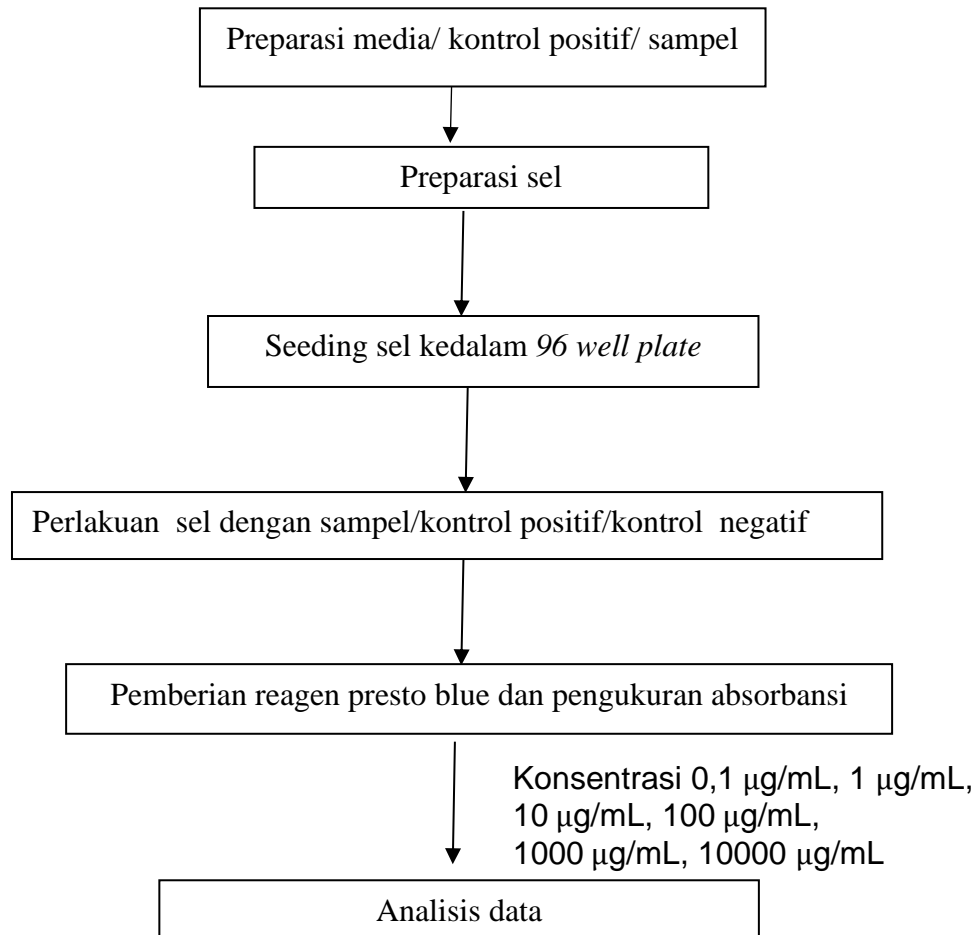 Preparasi media/ kontrol positif/ sampel
Preparasi sel
Seeding sel kedalam 96 well plate
Perlakuan sel dengan sampel/kontrol positif/kontrol negatif
Pemberian reagen presto blue dan pengukuran absorbansi
Konsentrasi 0,1 μg/mL, 1 μg/mL,
10 μg/mL, 100 μg/mL,
1000 μg/mL, 10000 μg/mL
Analisis data